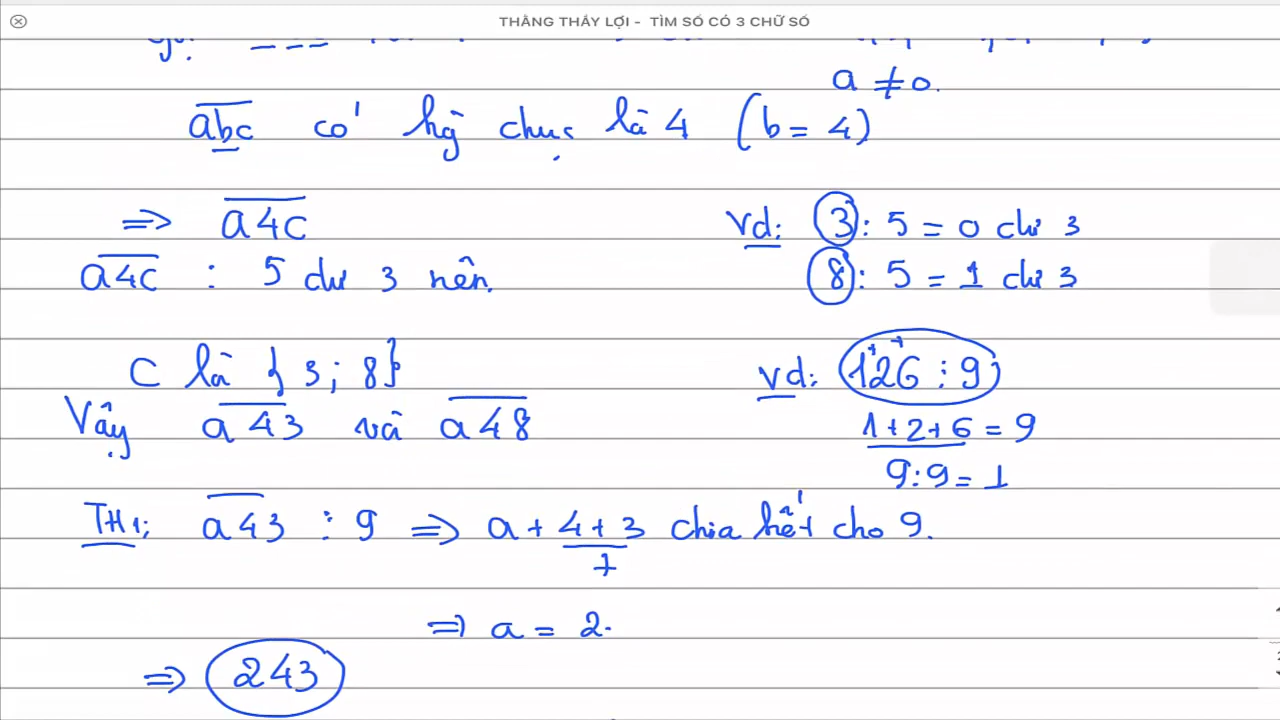 THẦNG THẤY LỢI - TÌM SỐ CÓ 3 CHỮ SỐ
a ≠ 0.
abc có hg chục là 4 (b = 4)
=> a4c
Vd: 3 : 5 = 0 dư 3
a4c : 5 dư 3 nên.
8 : 5 = 1 dư 3
C là { 3 ; 8 }
vd: 126 ⋮ 9
Vậy a43 và a48
1 + 2 + 6 = 9
9 : 9 = 1
TH1; a43 ⋮ 9 => a + 4 + 3 chia hết cho 9.
7
=> a = 2.
=> 243